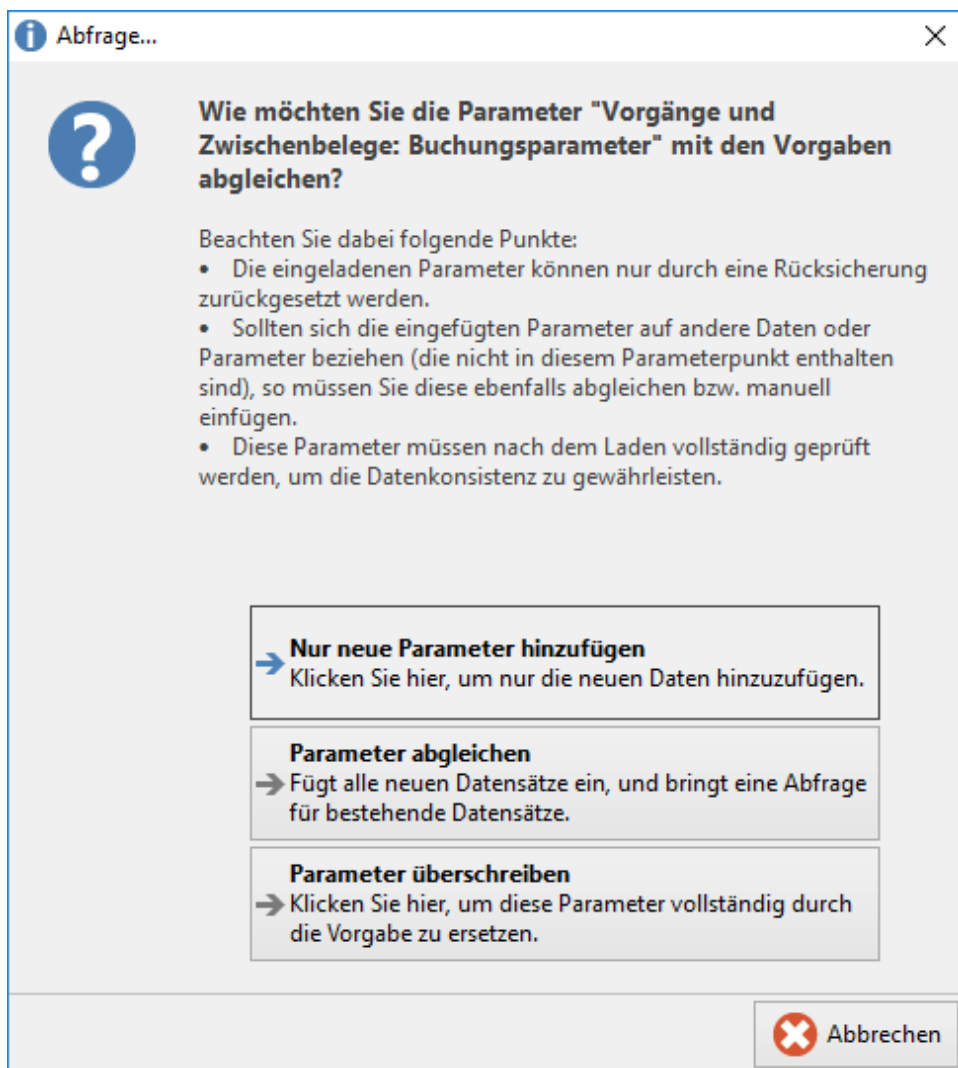 Abfrage...
Wie möchten Sie die Parameter "Vorgänge und
Zwischenbelege: Buchungsparameter" mit den Vorgaben
abgleichen?
Beachten Sie dabei folgende Punkte:
• Die eingeladenen Parameter können nur durch eine Rücksicherung
zurückgesetzt werden.
• Sollten sich die eingefügten Parameter auf andere Daten oder
Parameter beziehen (die nicht in diesem Parameterpunkt enthalten
sind), so müssen Sie diese ebenfalls abgleichen bzw. manuell
einfügen.
• Diese Parameter müssen nach dem Laden vollständig geprüft
werden, um die Datenkonsistenz zu gewährleisten.
Nur neue Parameter hinzufügen
Klicken Sie hier, um nur die neuen Daten hinzuzufügen.
Parameter abgleichen
Fügt alle neuen Datensätze ein, und bringt eine Abfrage
für bestehende Datensätze.
Parameter überschreiben
Klicken Sie hier, um diese Parameter vollständig durch
die Vorgabe zu ersetzen.
Abbrechen